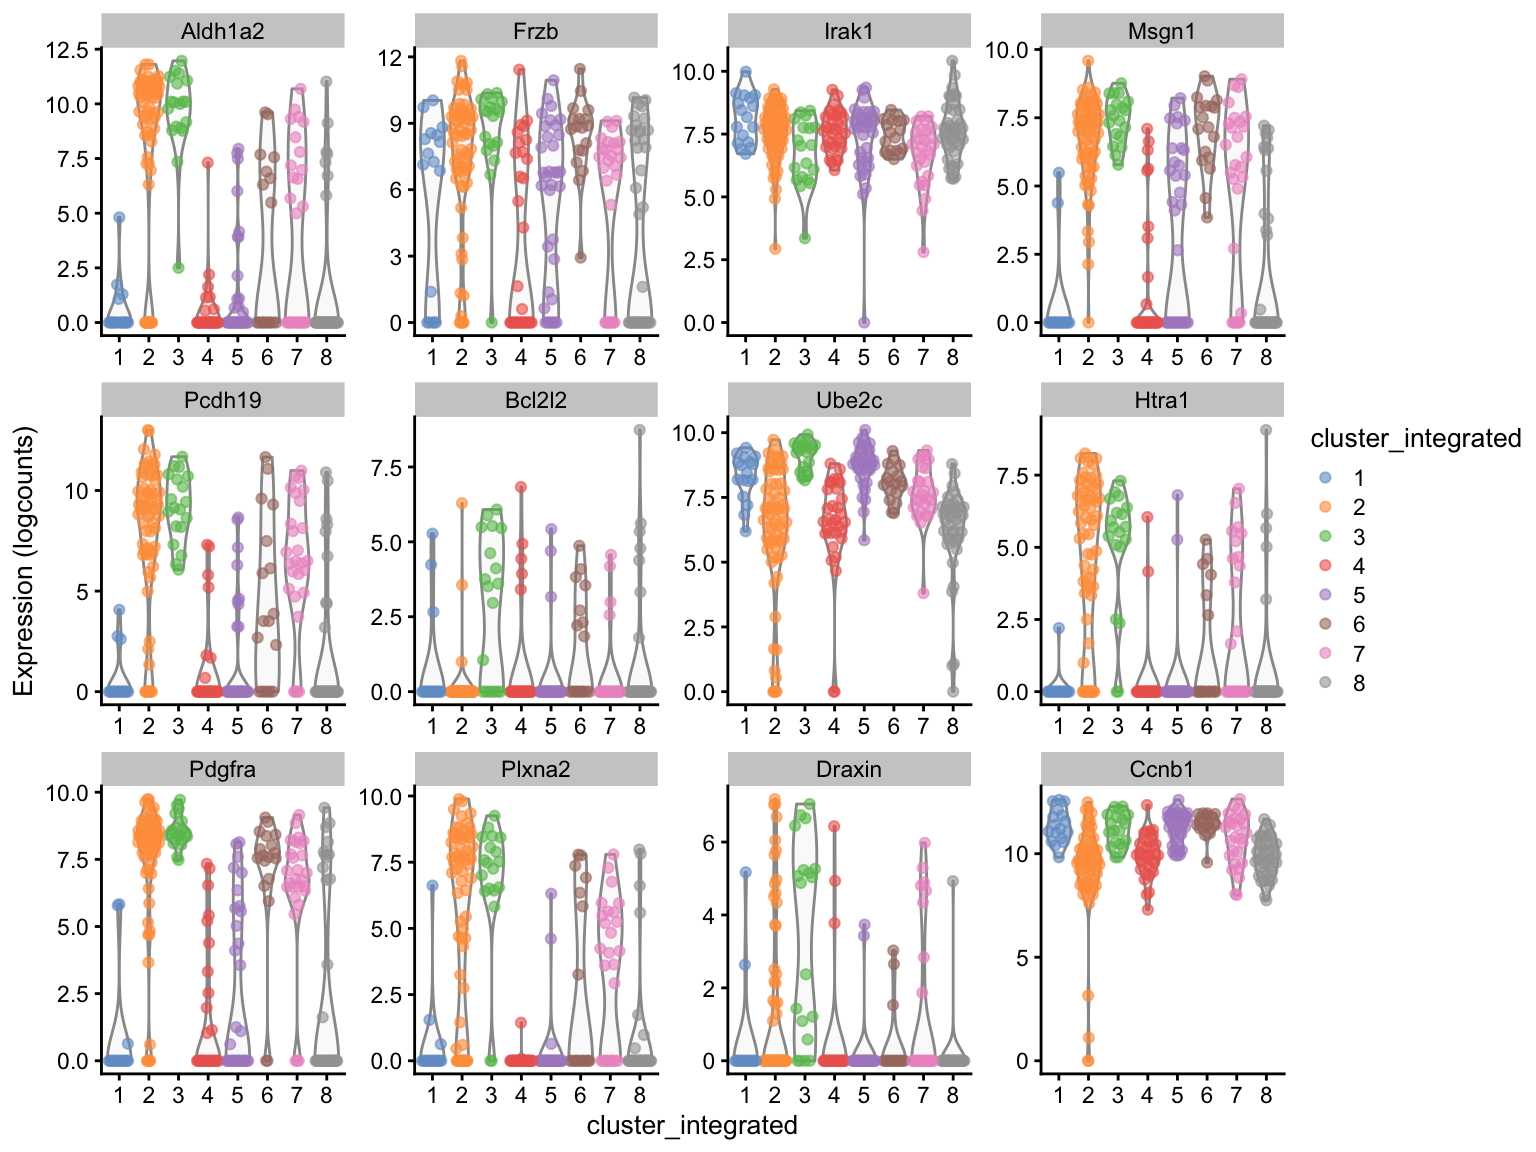 Aldh1a2 Frzb Irak1 Msgn1
12.5 10.0 7.5 5.0 2.5 0.0
12 9 6 3 0
10.0 7.5 5.0 2.5 0.0
10.0 7.5 5.0 2.5 0.0
1 2 3 4 5 6 7 8 1 2 3 4 5 6 7 8 1 2 3 4 5 6 7 8 1 2 3 4 5 6 7 8
Pcdh19 Bcl2l2 Ube2c Htra1
10 5 0
7.5 5.0 2.5 0.0
10.0 7.5 5.0 2.5 0.0
7.5 5.0 2.5 0.0
1 2 3 4 5 6 7 8 1 2 3 4 5 6 7 8 1 2 3 4 5 6 7 8 1 2 3 4 5 6 7 8
Pdgfra Plxna2 Draxin Ccnb1
10.0 7.5 5.0 2.5 0.0
10.0 7.5 5.0 2.5 0.0
6 4 2 0
10 5 0
1 2 3 4 5 6 7 8 1 2 3 4 5 6 7 8 1 2 3 4 5 6 7 8 1 2 3 4 5 6 7 8
Expression (logcounts)
cluster_integrated
cluster_integrated
1
2
3
4
5
6
7
8